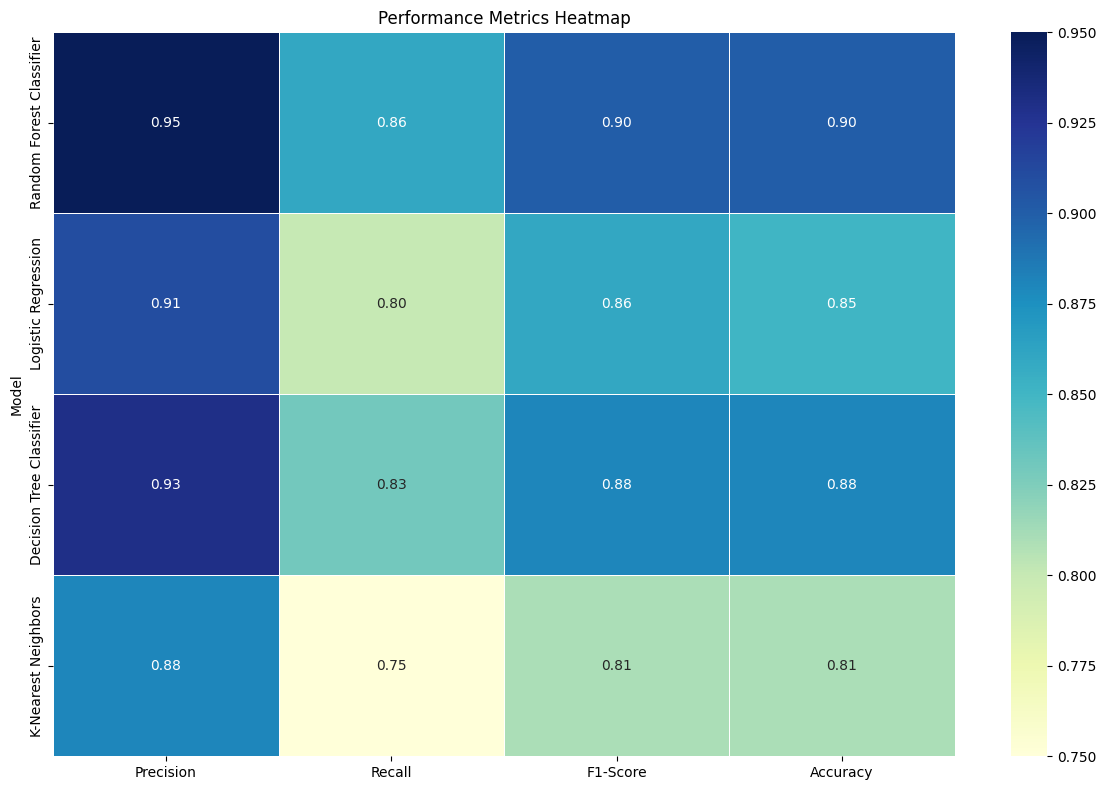 Performance Metrics Heatmap
Model
Random Forest Classifier
0.95 0.86 0.90 0.90
Logistic Regression
0.91 0.80 0.86 0.85
Decision Tree Classifier
0.93 0.83 0.88 0.88
K-Nearest Neighbors
0.88 0.75 0.81 0.81
Precision Recall F1-Score Accuracy
0.950
0.925
0.900
0.875
0.850
0.825
0.800
0.775
0.750